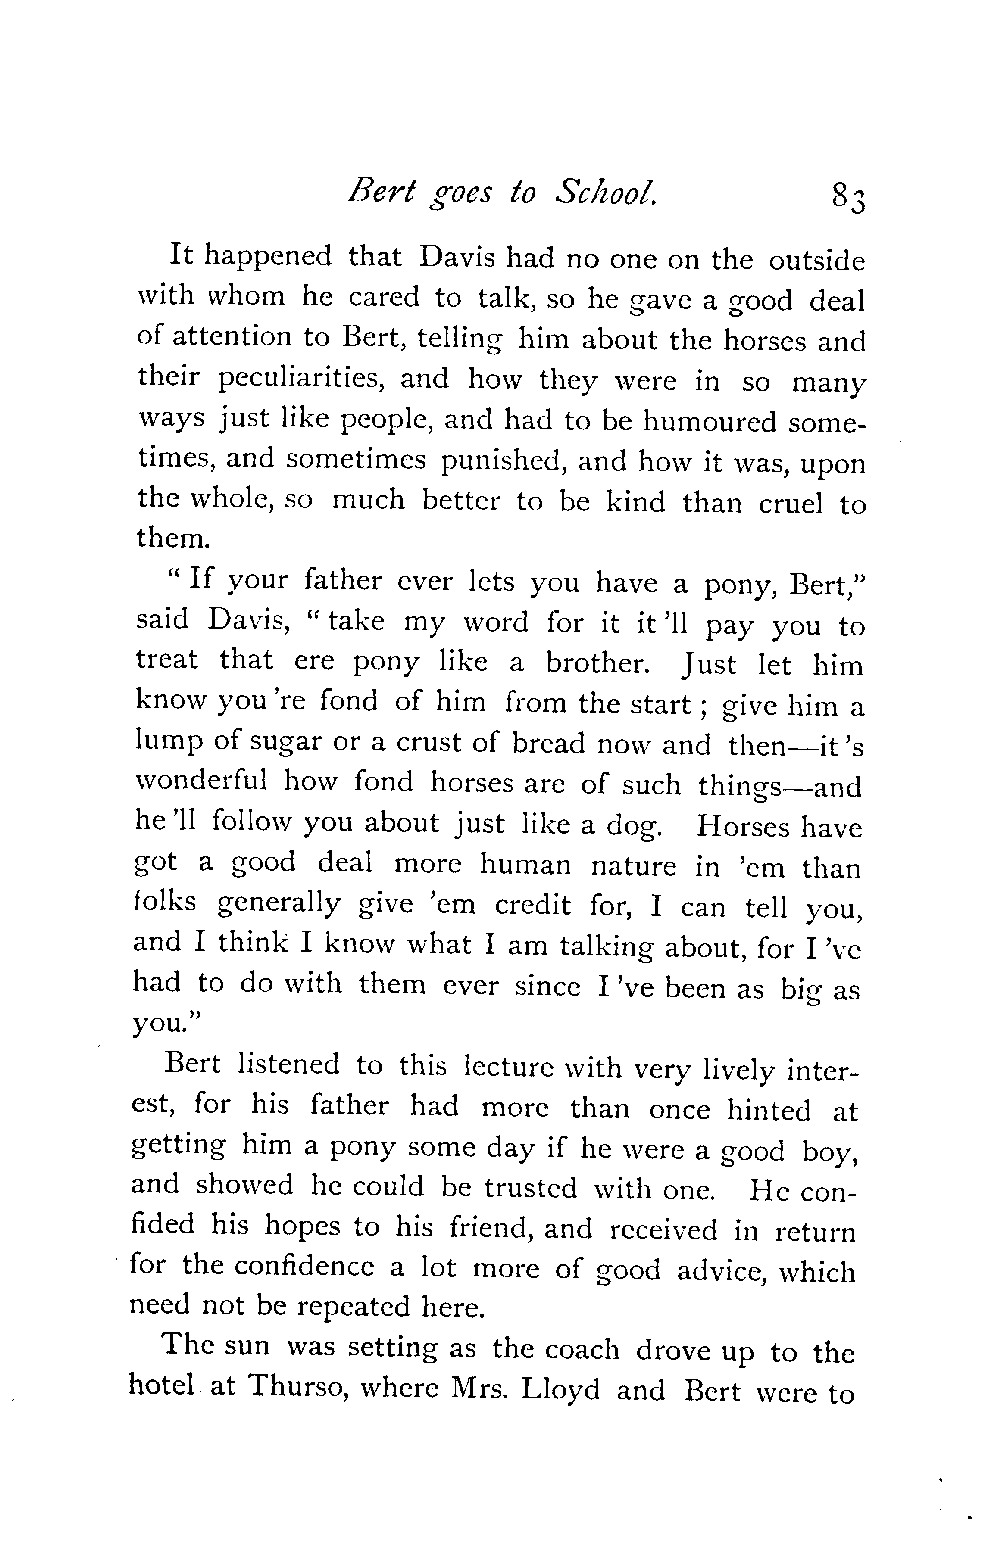 Bert goes to School. 83
It happened that Davis had no one on the outside
with whom he cared to talk, so he gave a good deal
of attention to Bert, telling him about the horses and
their peculiarities, and how they were in so many
ways just like people, and had to be humoured some-
times, and sometimes punished, and how it was, upon
the whole, so much better to be kind than cruel to
them.
“ If your father ever lets you have a pony, Bert,”
said Davis, “ take my word for it it ’ll pay you to
treat that ere pony like a brother. Just let him
know you ’re fond of him from the start ; give him a
lump of sugar or a crust of bread now and then—it ’s
wonderful how fond horses are of such things—and
he ’ll follow you about just like a dog. Horses have
got a good deal more human nature in ’em than
folks generally give ’em credit for, I can tell you,
and I think I know what I am talking about, for I ’ve
had to do with them ever since I ’ve been as big as
you.”
Bert listened to this lecture with very lively inter-
est, for his father had more than once hinted at
getting him a pony some day if he were a good boy,
and showed he could be trusted with one. He con-
fided his hopes to his friend, and received in return
for the confidence a lot more of good advice, which
need not be repeated here.
The sun was setting as the coach drove up to the
hotel at Thurso, where Mrs. Lloyd and Bert were to